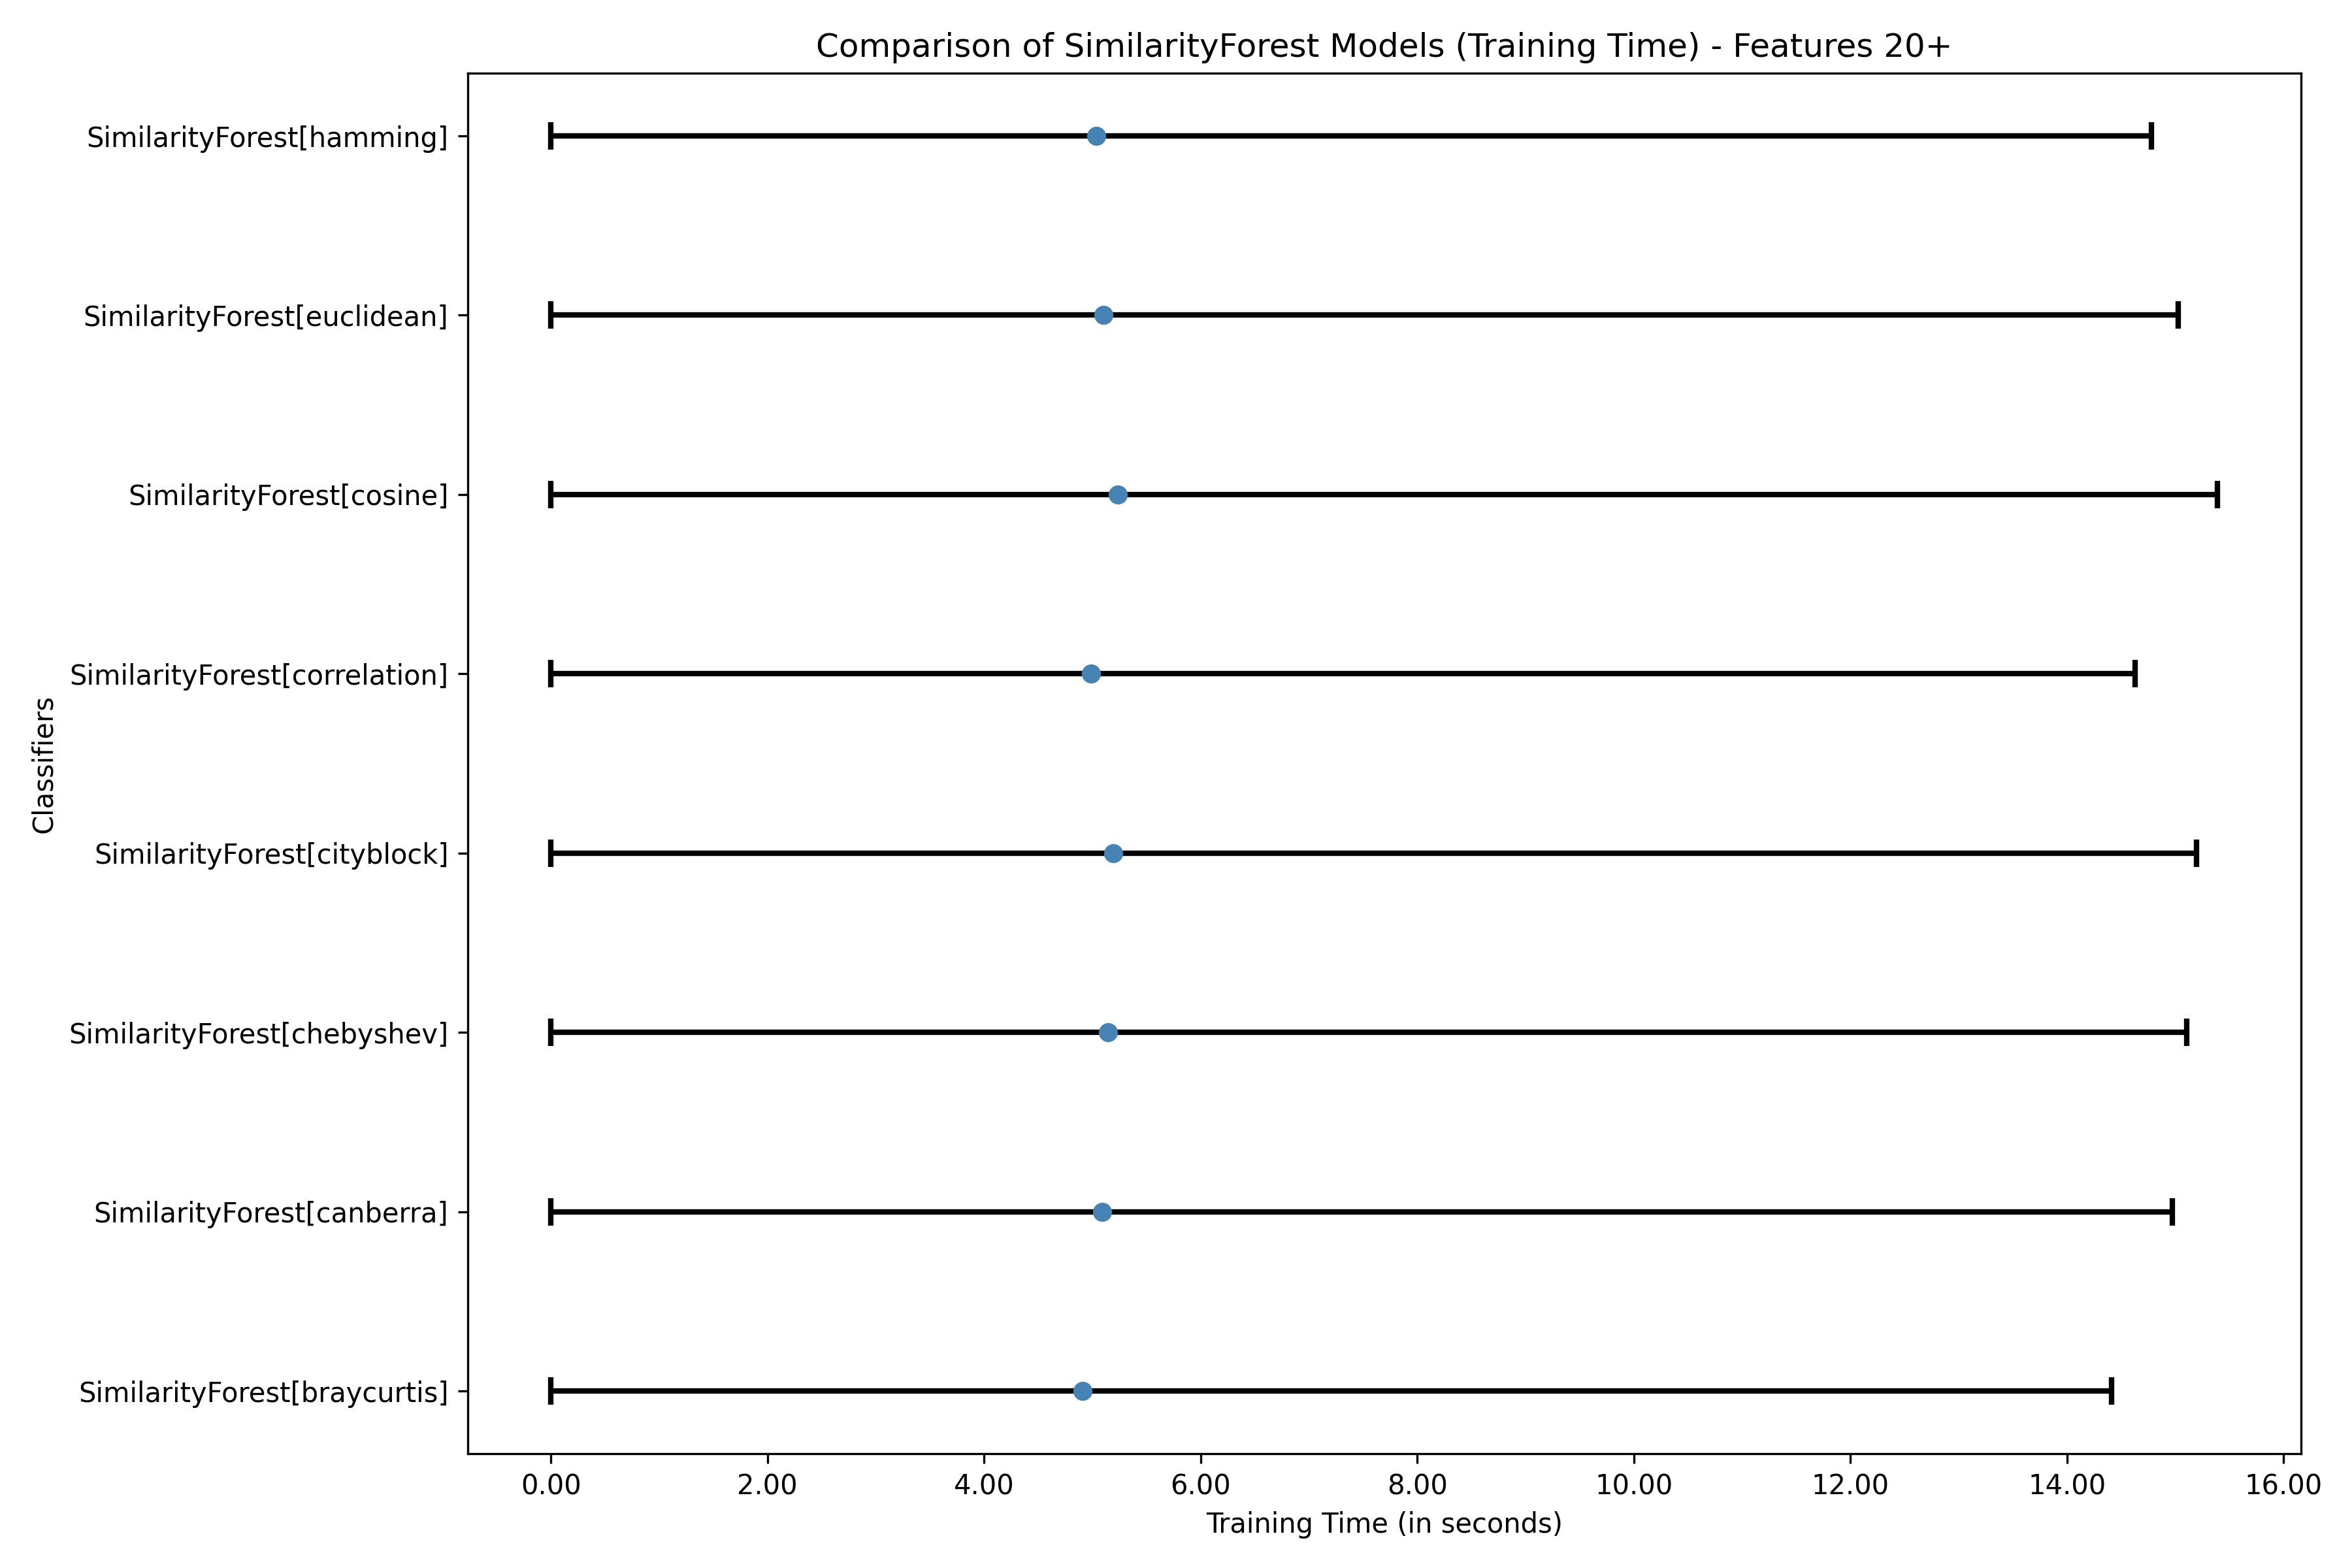 Comparison of SimilarityForest Models (Training Time) - Features 20+
Classifiers
SimilarityForest[hamming]
SimilarityForest[euclidean]
SimilarityForest[cosine]
SimilarityForest[correlation]
SimilarityForest[cityblock]
SimilarityForest[chebyshev]
SimilarityForest[canberra]
SimilarityForest[braycurtis]
0.00 2.00 4.00 6.00 8.00 10.00 12.00 14.00 16.00
Training Time (in seconds)